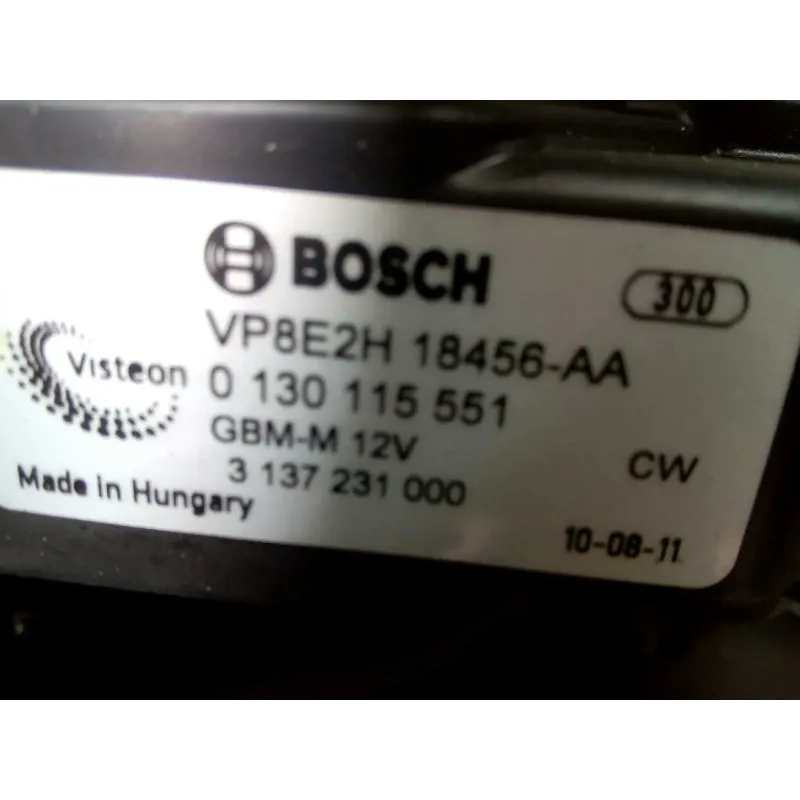 BOSCH
300
VP8E2H 18456-AA
Visteon
0 130 115 551
GBM-M 12V
CW
3 137 231 000
Made in Hungary
10-08-11